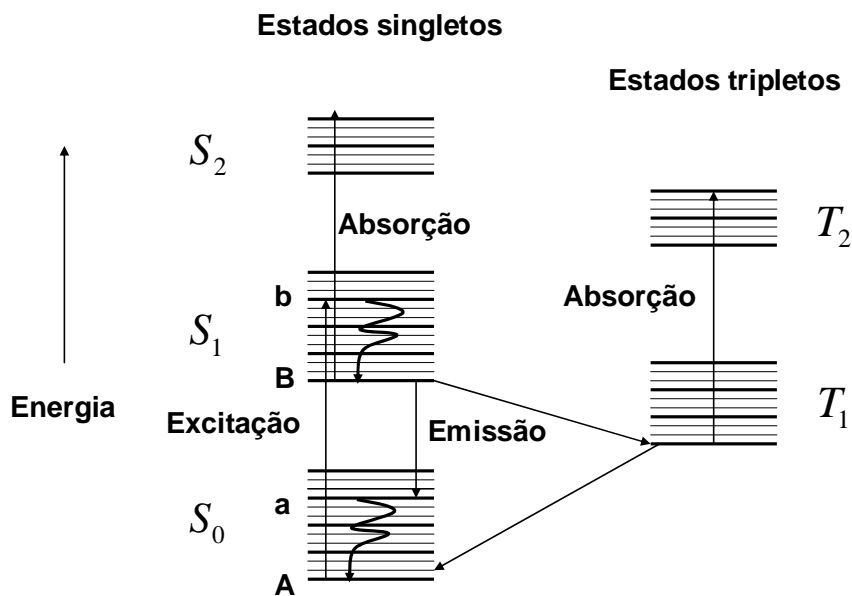 Estados singletos
Estados tripletos
S₂
T₂
Absorção
b
Absorção
S₁
B
T₁
Energia
Excitação
Emissão
a
S₀
A